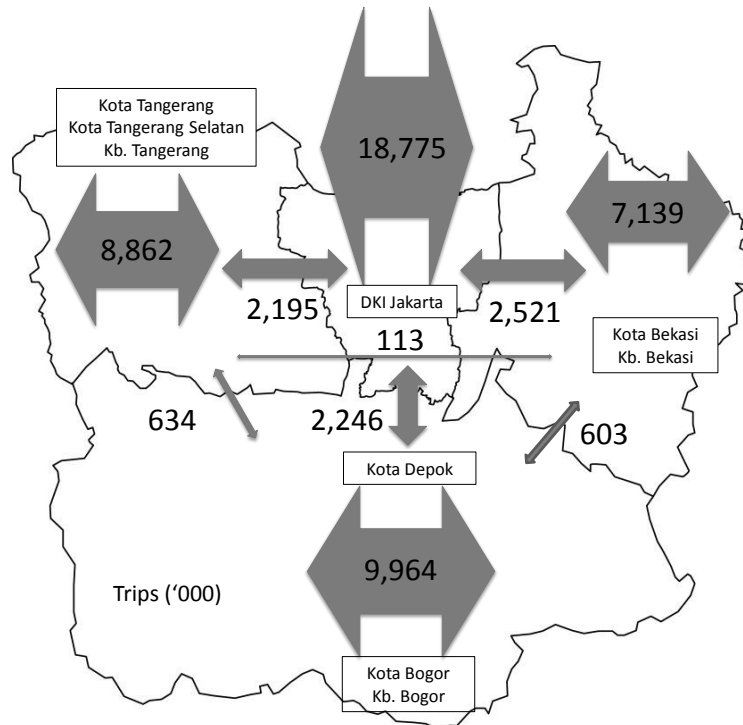 Kota Tangerang
Kota Tangerang Selatan
Kb. Tangerang
18,775
7,139
8,862
2,195
DKI Jakarta
2,521
113
Kota Bekasi
Kb. Bekasi
634
2,246
603
Kota Depok
9,964
Trips (‘000)
Kota Bogor
Kb. Bogor